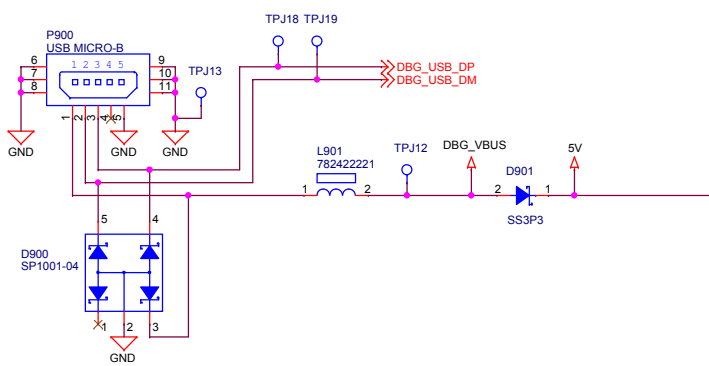 TPJ18 TPJ19
P900
USB MICRO-B
6 1 2 3 4 5 9
7 10
8 11
TPJ13
DBG_USB_DP
DBG_USB_DM
1 2 3 4 5
GND GND GND
L901
782422221
TPJ12
DBG_VBUS
D901
5V
1 2 2 1
SS3P3
5 4
D900
SP1001-04
1 2 3
GND